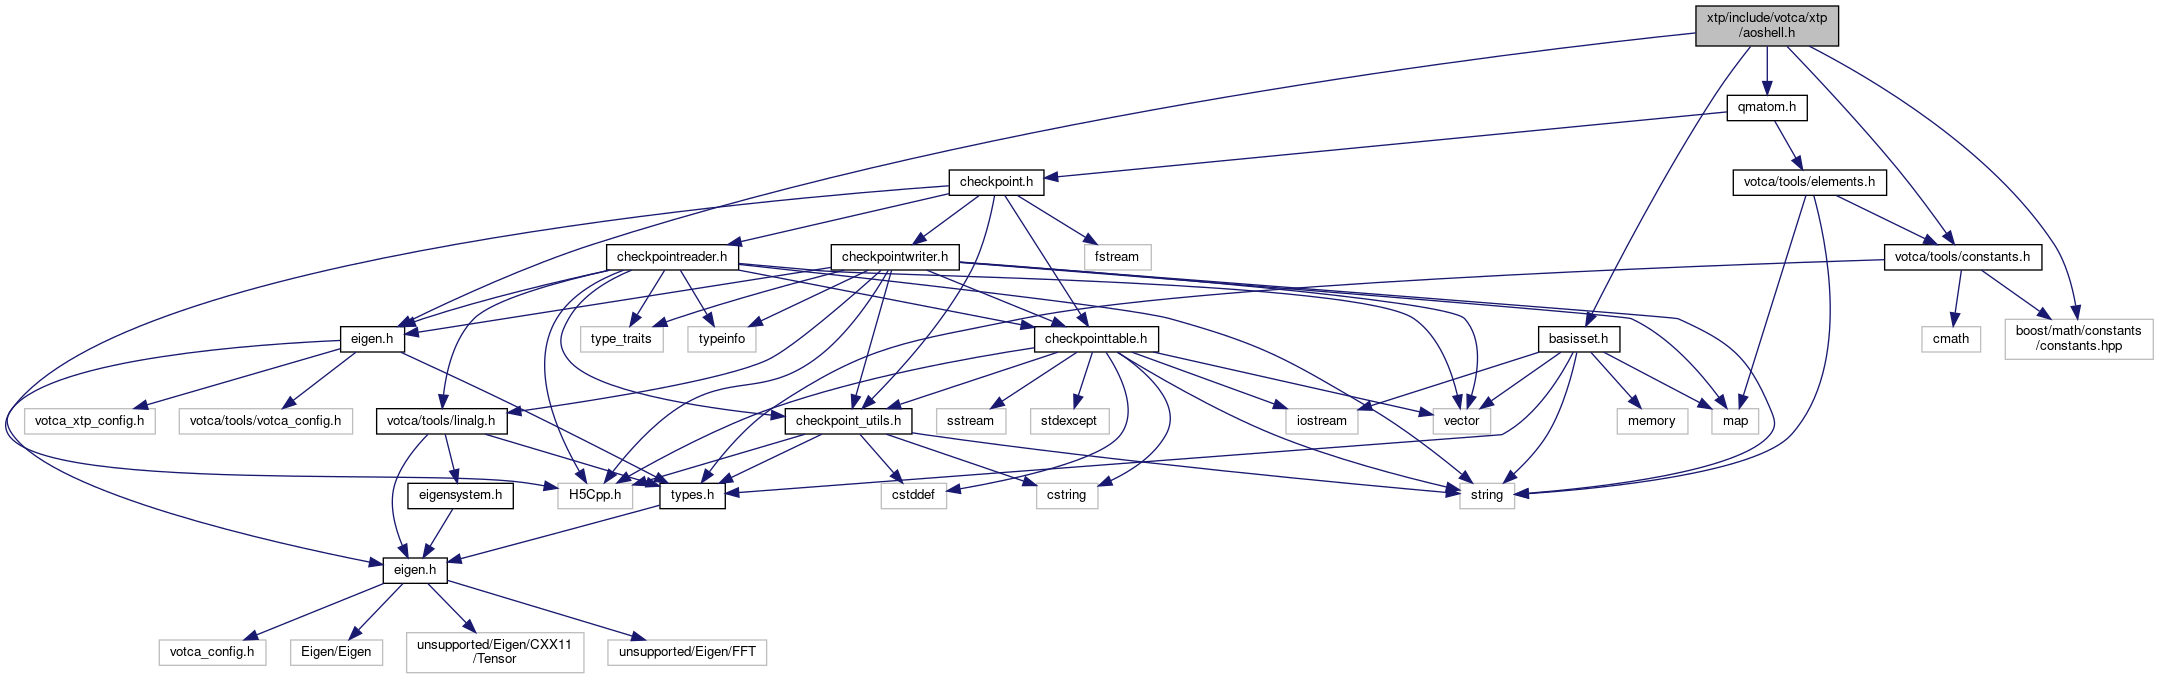 xtp/include/votca/xtp
/aoshell.h
qmatom.h
checkpoint.h
votca/tools/elements.h
checkpointreader.h
checkpointwriter.h
fstream
votca/tools/constants.h
eigen.h
type_traits
typeinfo
checkpointtable.h
basisset.h
cmath
boost/math/constants
/constants.hpp
votca_xtp_config.h
votca/tools/votca_config.h
votca/tools/linalg.h
checkpoint_utils.h
sstream
stdexcept
iostream
vector
memory
map
eigensystem.h
H5Cpp.h
types.h
cstddef
cstring
string
eigen.h
votca_config.h
Eigen/Eigen
unsupported/Eigen/CXX11
/Tensor
unsupported/Eigen/FFT